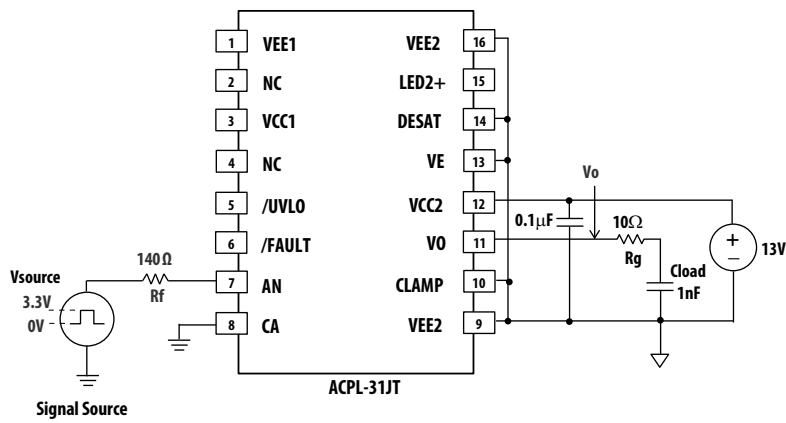 1 VEE1 VEE2 16
2 NC LED2+ 15
3 VCC1 DESAT 14
4 NC VE 13
5 /UVLO VCC2 12
6 /FAULT VO 11
7 AN CLAMP 10
8 CA VEE2 9
ACPL-31JT
Vsource
3.3V
0V
140Ω
Rf
Signal Source
Vo
0.1μF
10Ω
Rg
Cload
1nF
+
–
13V